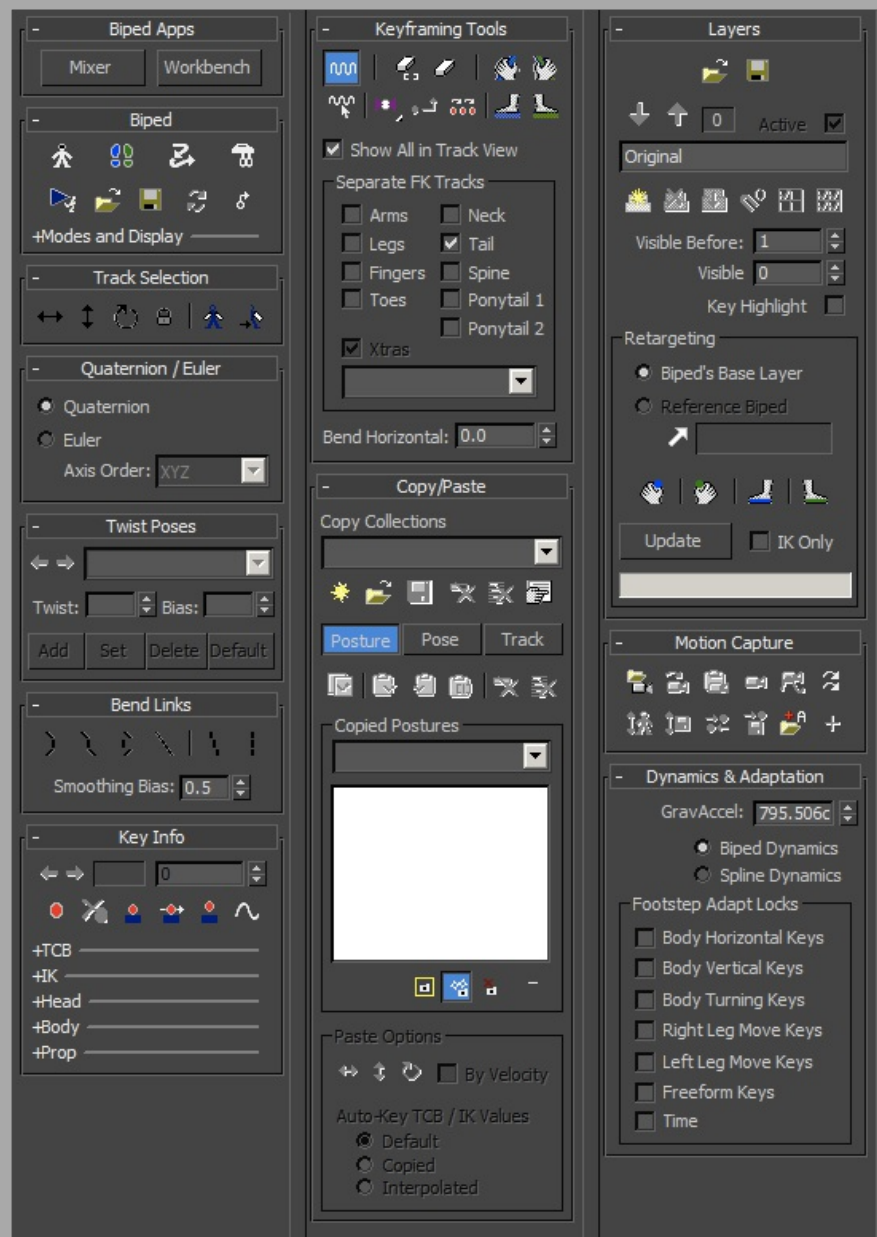 - Biped Apps
Mixer Workbench
- Biped
+Modes and Display
- Track Selection
- Quaternion / Euler
Quaternion
Euler
Axis Order: XYZ
- Twist Poses
Twist: Bias:
Add Set Delete Default
- Bend Links
Smoothing Bias: 0.5
- Key Info
0
+TCB
+IK
+Head
+Body
+Prop
- Keyframing Tools
Show All in Track View
Separate FK Tracks
Arms Neck
Legs Tail
Fingers Spine
Toes Ponytail 1
Ponytail 2
Xtras
Bend Horizontal: 0.0
- Copy/Paste
Copy Collections
Posture Pose Track
Copied Postures
Paste Options
By Velocity
Auto-Key TCB / IK Values
Default
Copied
Interpolated
- Layers
0 Active
Original
Visible Before: 1
Visible 0
Key Highlight
Retargeting
Biped's Base Layer
Reference Biped
Update IK Only
- Motion Capture
- Dynamics & Adaptation
GravAccel: 795.506c
Biped Dynamics
Spline Dynamics
Footstep Adapt Locks
Body Horizontal Keys
Body Vertical Keys
Body Turning Keys
Right Leg Move Keys
Left Leg Move Keys
Freeform Keys
Time